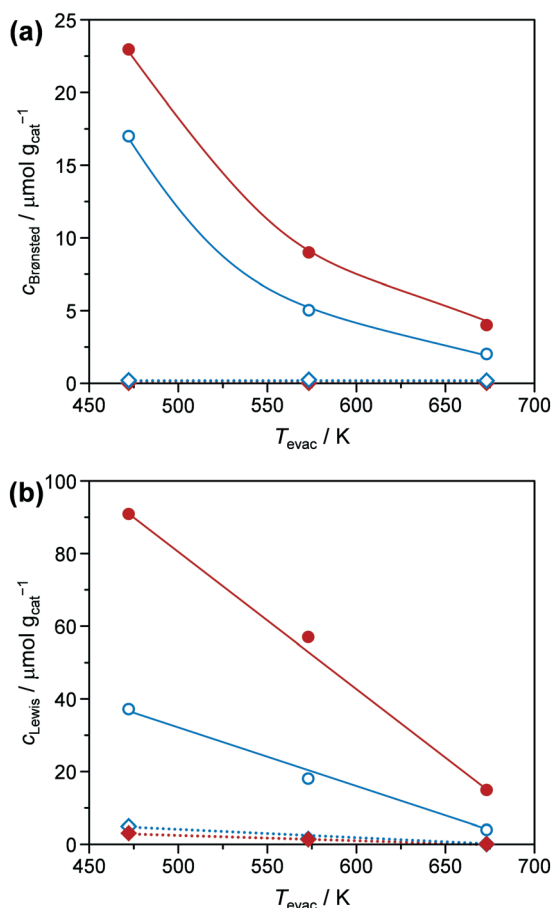 (a)
25
20
15
10
5
0
c_Brønsted / μmol g_cat⁻¹
450 500 550 600 650 700
T_evac / K
(b)
100
80
60
40
20
0
c_Lewis / μmol g_cat⁻¹
450 500 550 600 650 700
T_evac / K